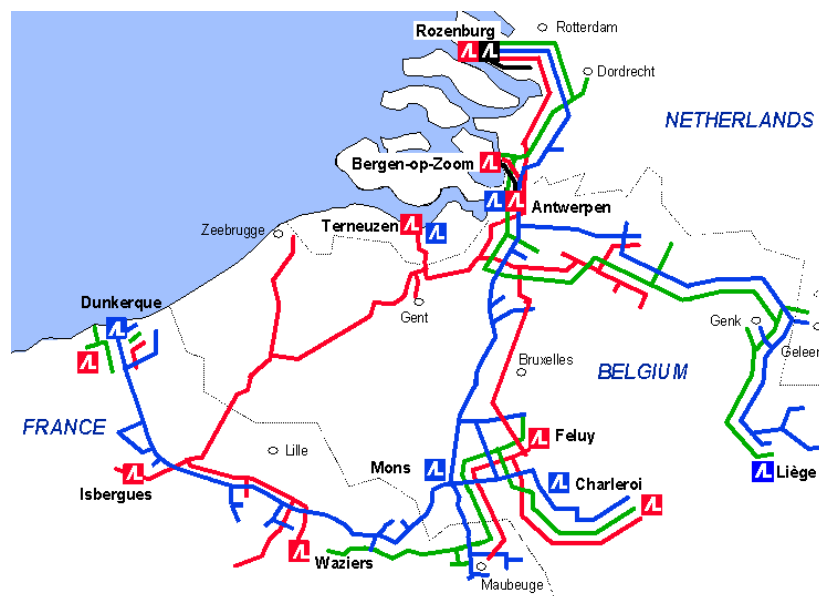 Rozenburg
Rotterdam
Dordrecht
NETHERLANDS
Bergen-op-Zoom
Antwerpen
Terneuzen
Zeebrugge
Dunkerque
Gent
Genk
Geleen
Bruxelles
BELGIUM
FRANCE
Lille
Feluy
Mons
Isbergues
Charleroi
Liège
Waziers
Maubeuge